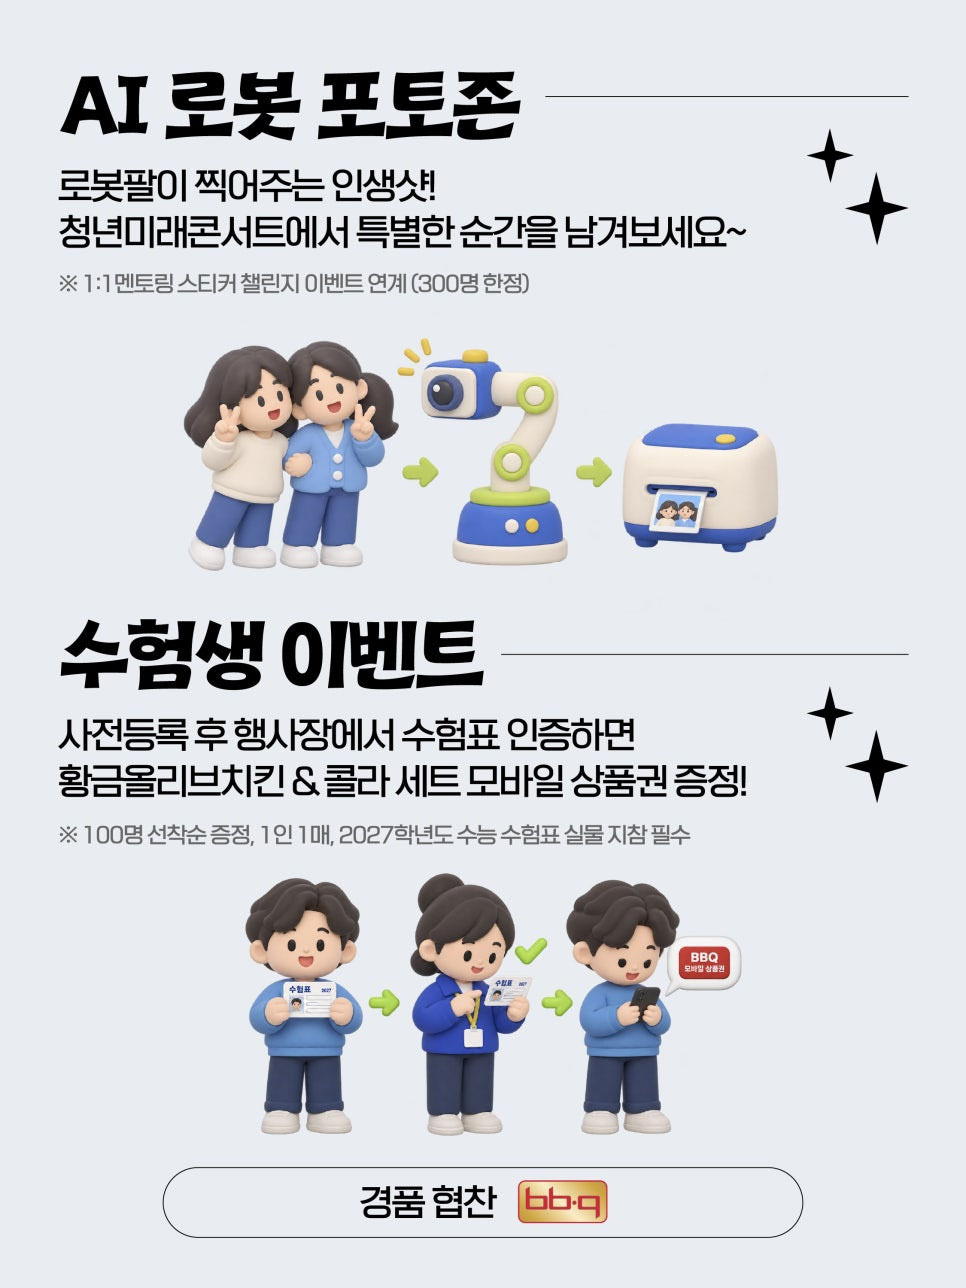 AI 로봇 포토존
로봇팔이 찍어주는 인생샷!
청년미래콘서트에서 특별한 순간을 남겨보세요~
※ 1:1멘토링 스티커 챌린지 이벤트 연계 (300명 한정)
수험생 이벤트
사전등록 후 행사장에서 수험표 인증하면
황금올리브치킨 & 콜라 세트 모바일 상품권 증정!
※ 100명 선착순 증정, 1인 1매, 2027학년도 수능 수험표 실물 지참 필수
수험표 2027
수험표 2027
BBQ
모바일 상품권
경품 협찬 bb.q